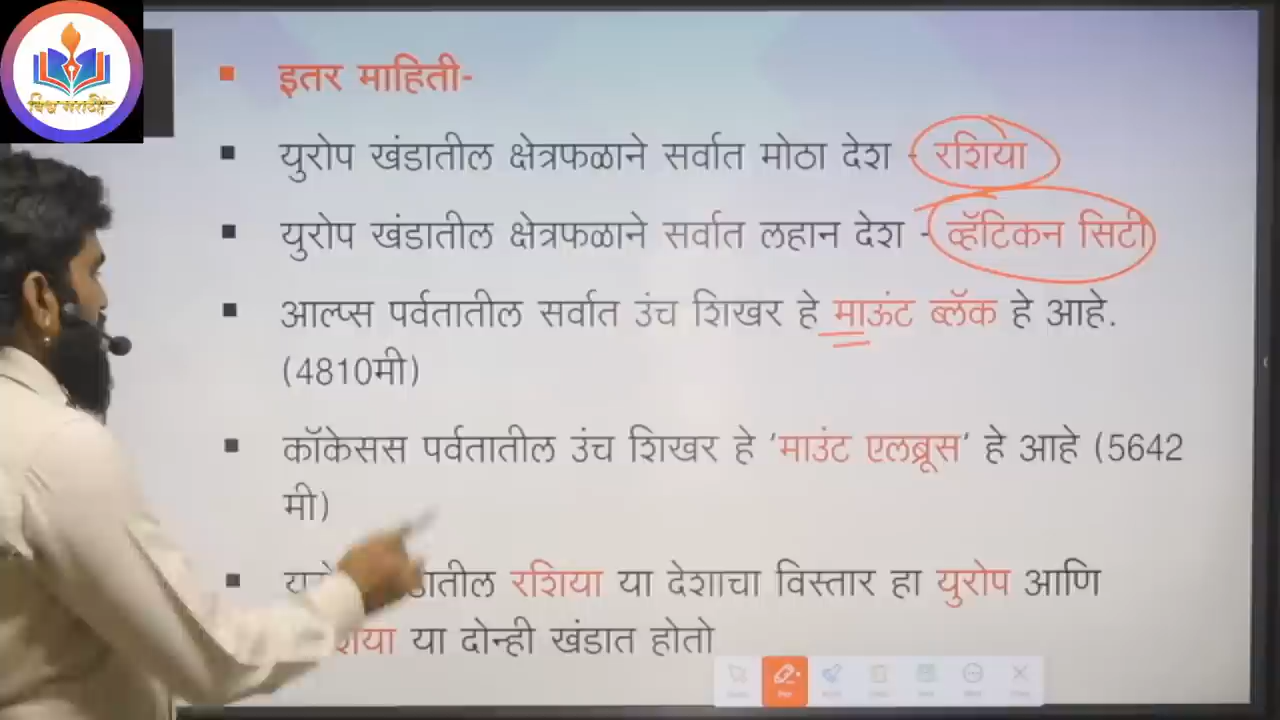 विश्व मराठी
इतर माहिती-
युरोप खंडातील क्षेत्रफळाने सर्वात मोठा देश - रशिया
युरोप खंडातील क्षेत्रफळाने सर्वात लहान देश - व्हॅटिकन सिटी
आल्प्स पर्वतातील सर्वात उंच शिखर हे माऊंट ब्लॅक हे आहे.
(4810मी)
कॉकेसस पर्वतातील उंच शिखर हे 'माउंट एलब्रूस' हे आहे (5642
मी)
रशिया या देशाचा विस्तार हा युरोप आणि
या दोन्ही खंडात होतो